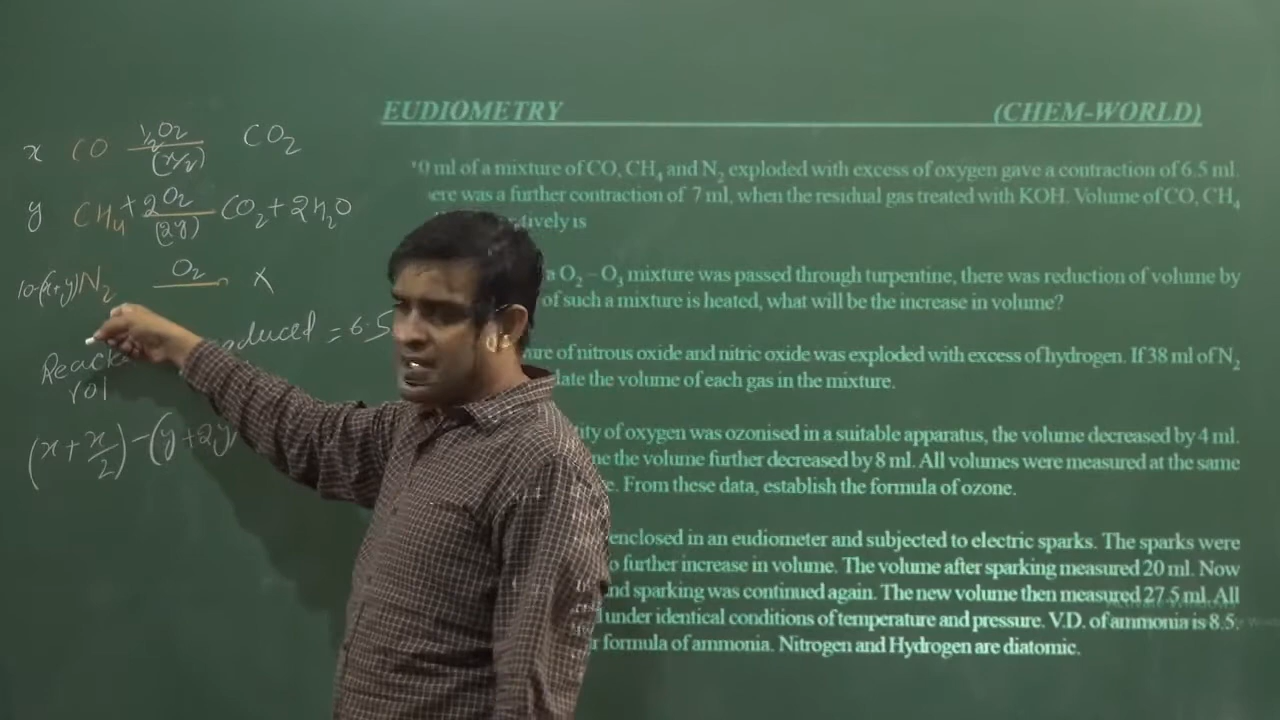 EUDIOMETRY (CHEM-WORLD)
x CO ½O2 (x/2) CO2
y CH4 + 2O2 (2y) CO2 + 2H2O
10-(x+y) N2 O2 X
= 6.5
vol
(x + x/2) - (y + 2y
0 ml of a mixture of CO, CH4 and N2 exploded with excess of oxygen gave a contraction of 6.5 ml.
ere was a further contraction of 7 ml, when the residual gas treated with KOH. Volume of CO, CH4
tively is
a O2 – O3 mixture was passed through turpentine, there was reduction of volume by
of such a mixture is heated, what will be the increase in volume?
ure of nitrous oxide and nitric oxide was exploded with excess of hydrogen. If 38 ml of N2
late the volume of each gas in the mixture.
ity of oxygen was ozonised in a suitable apparatus, the volume decreased by 4 ml.
ne the volume further decreased by 8 ml. All volumes were measured at the same
e. From these data, establish the formula of ozone.
enclosed in an eudiometer and subjected to electric sparks. The sparks were
o further increase in volume. The volume after sparking measured 20 ml. Now
nd sparking was continued again. The new volume then measured 27.5 ml. All
under identical conditions of temperature and pressure. V.D. of ammonia is 8.5.
r formula of ammonia. Nitrogen and Hydrogen are diatomic.